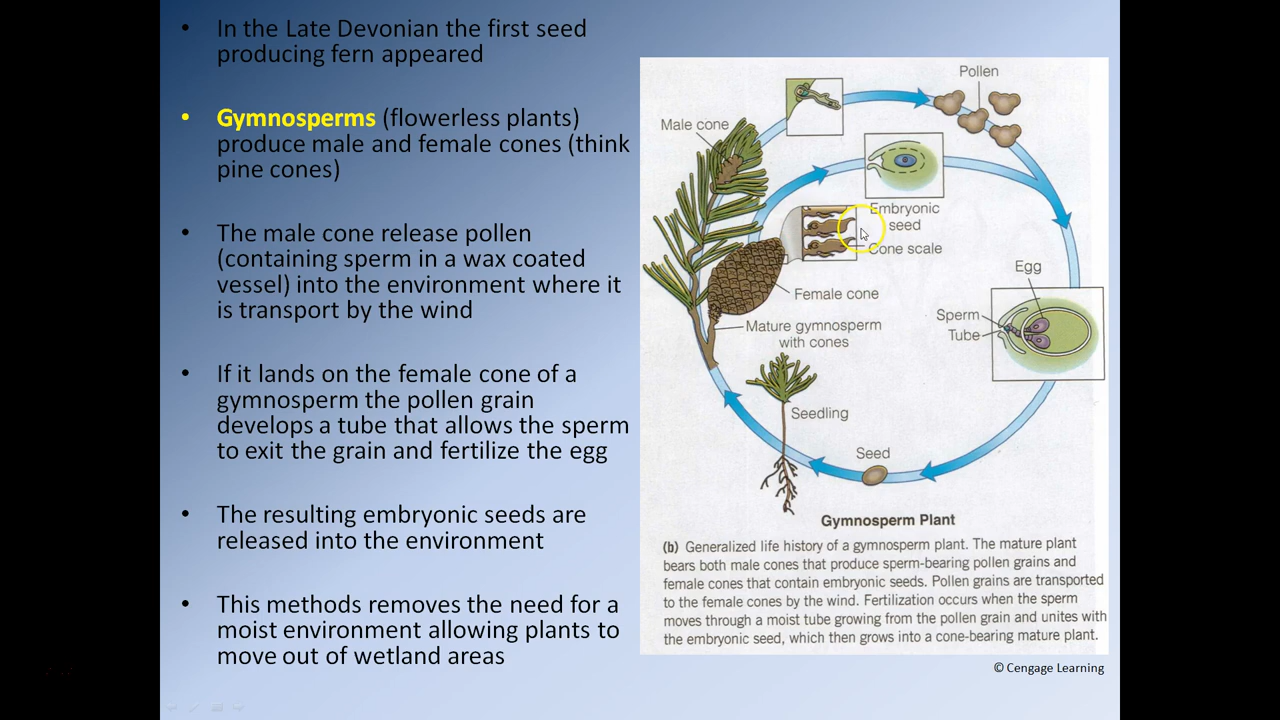 • In the Late Devonian the first seed
producing fern appeared
• Gymnosperms (flowerless plants)
produce male and female cones (think
pine cones)
• The male cone release pollen
(containing sperm in a wax coated
vessel) into the environment where it
is transport by the wind
• If it lands on the female cone of a
gymnosperm the pollen grain
develops a tube that allows the sperm
to exit the grain and fertilize the egg
• The resulting embryonic seeds are
released into the environment
• This methods removes the need for a
moist environment allowing plants to
move out of wetland areas
Pollen
Male cone
Embryonic
seed
Cone scale
Egg
Female cone
Sperm
Tube
Mature gymnosperm
with cones
Seedling
Seed
Gymnosperm Plant
(b) Generalized life history of a gymnosperm plant. The mature plant
bears both male cones that produce sperm-bearing pollen grains and
female cones that contain embryonic seeds. Pollen grains are transported
to the female cones by the wind. Fertilization occurs when the sperm
moves through a moist tube growing from the pollen grain and unites with
the embryonic seed, which then grows into a cone-bearing mature plant.
© Cengage Learning